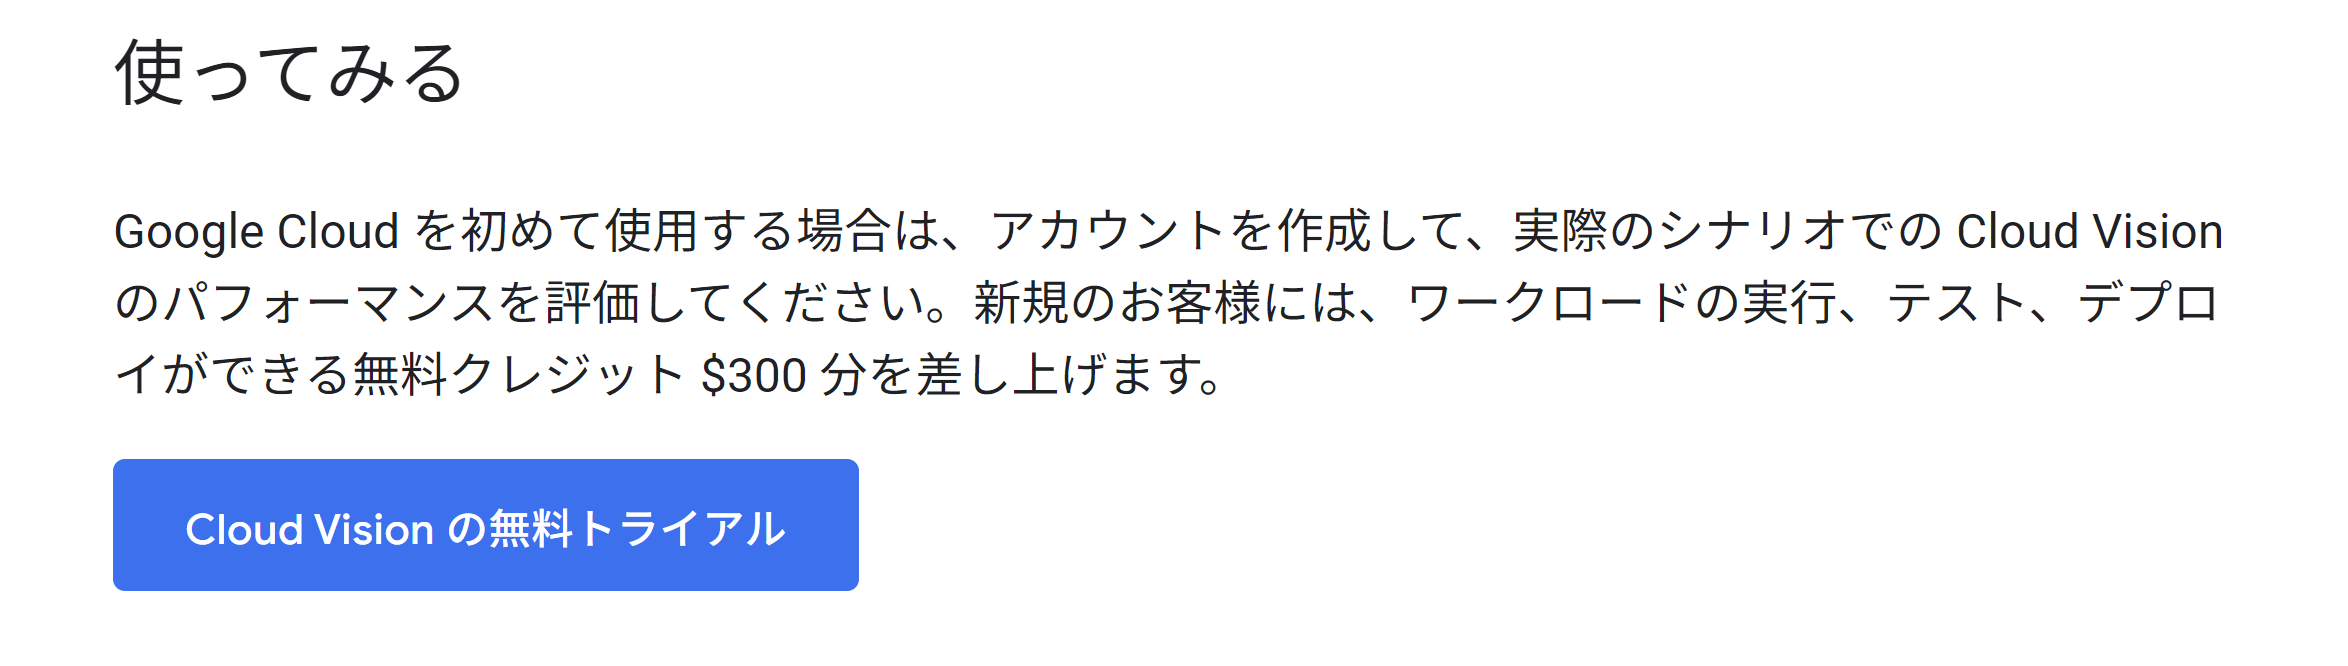 使ってみる
Google Cloud を初めて使用する場合は、アカウントを作成して、実際のシナリオでの Cloud Vision
のパフォーマンスを評価してください。新規のお客様には、ワークロードの実行、テスト、デプロ
イができる無料クレジット $300 分を差し上げます。
Cloud Vision の無料トライアル